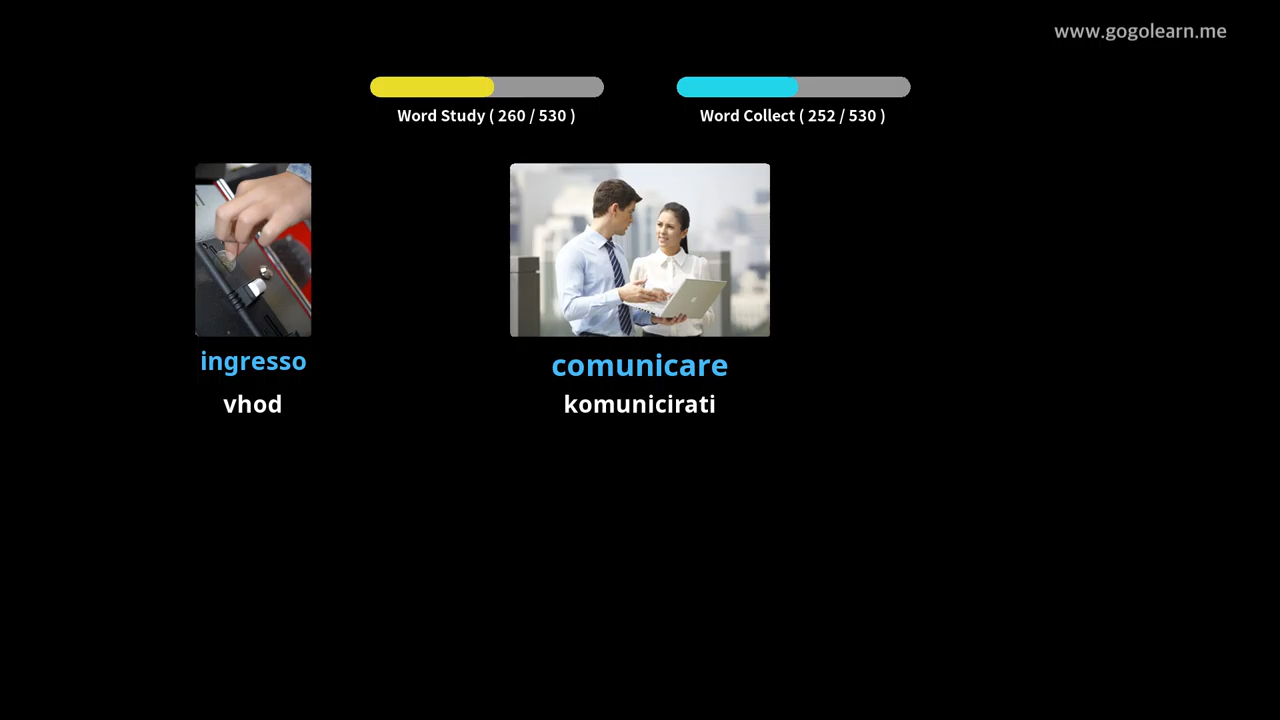 www.gogolearn.me
Word Study ( 260 / 530 )
Word Collect ( 252 / 530 )
ingresso
vhod
comunicare
komunicirati